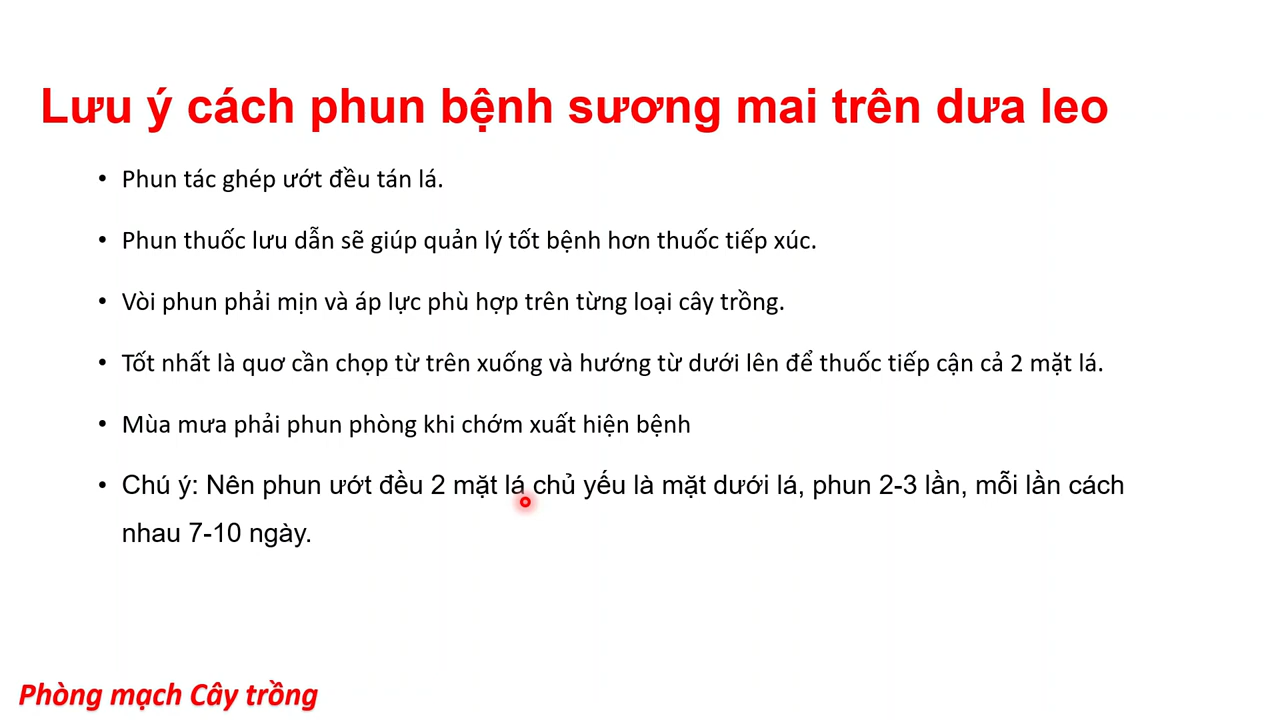 Lưu ý cách phun bệnh sương mai trên dưa leo
• Phun tác ghép ướt đều tán lá.
• Phun thuốc lưu dẫn sẽ giúp quản lý tốt bệnh hơn thuốc tiếp xúc.
• Vòi phun phải mịn và áp lực phù hợp trên từng loại cây trồng.
• Tốt nhất là quơ cần chọp từ trên xuống và hướng từ dưới lên để thuốc tiếp cận cả 2 mặt lá.
• Mùa mưa phải phun phòng khi chớm xuất hiện bệnh
• Chú ý: Nên phun ướt đều 2 mặt lá chủ yếu là mặt dưới lá, phun 2-3 lần, mỗi lần cách
nhau 7-10 ngày.
Phòng mạch Cây trồng